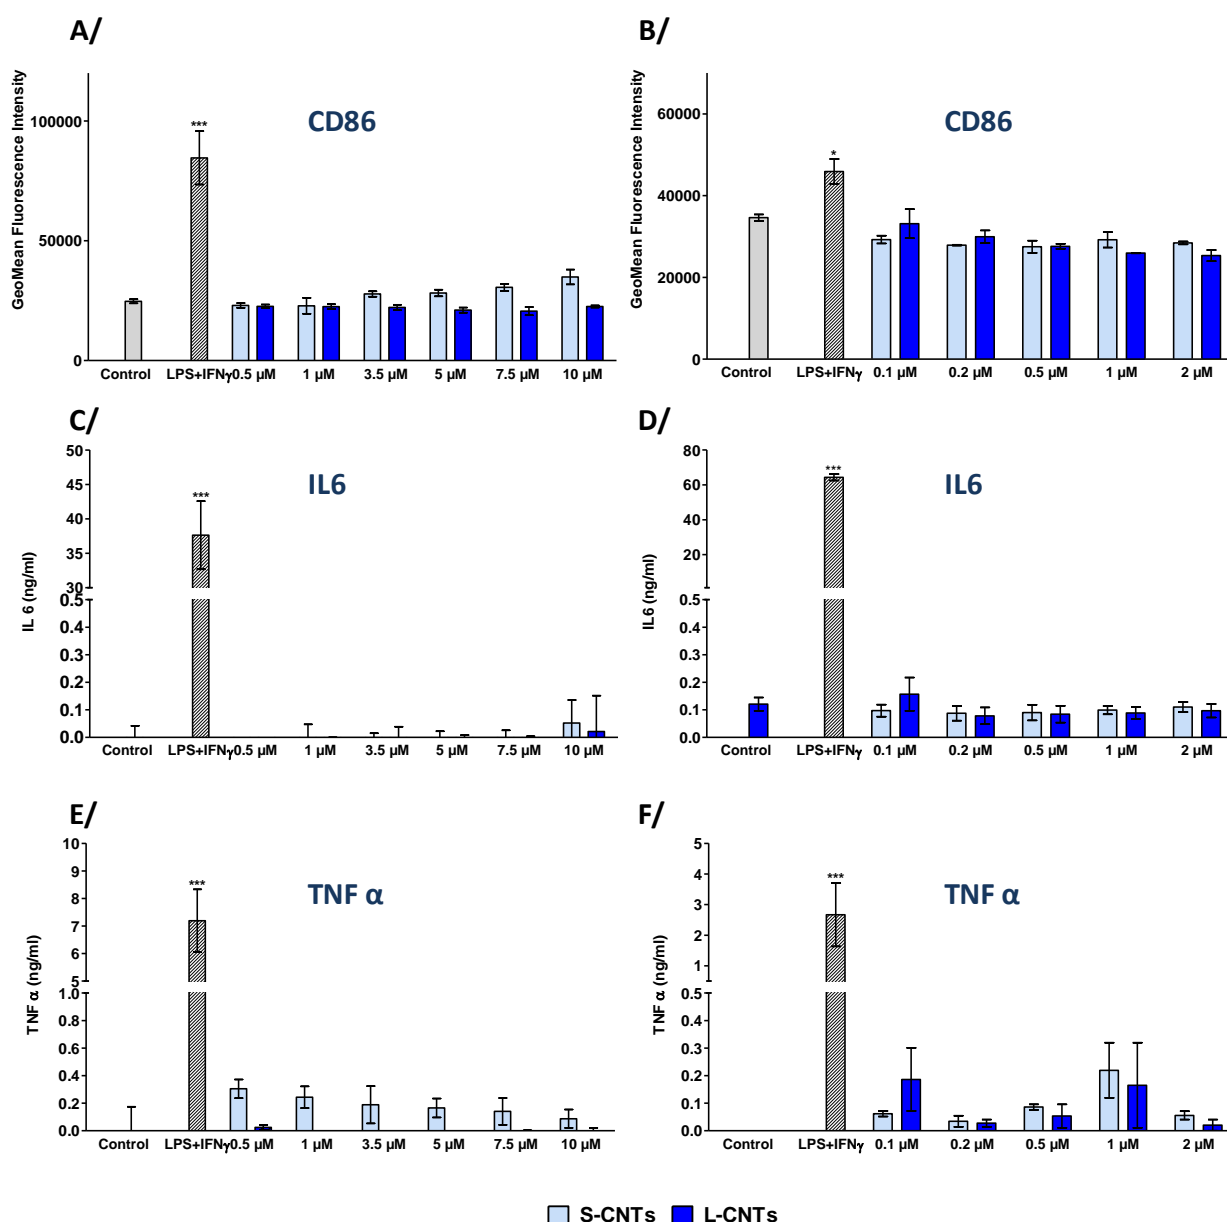 A/
GeoMean Fluorescence Intensity
CD86
***
100000
50000
0
Control LPS+IFNγ 0.5 µM 1 µM 3.5 µM 5 µM 7.5 µM 10 µM
B/
GeoMean Fluorescence Intensity
CD86
*
60000
40000
20000
0
Control LPS+IFNγ 0.1 µM 0.2 µM 0.5 µM 1 µM 2 µM
C/
IL 6 (ng/ml)
IL6
***
50
45
40
35
30
0.5
0.4
0.3
0.2
0.1
0.0
Control LPS+IFNγ 0.5 µM 1 µM 3.5 µM 5 µM 7.5 µM 10 µM
D/
IL6 (ng/ml)
IL6
***
80
60
40
20
0
0.5
0.4
0.3
0.2
0.1
0.0
Control LPS+IFNγ 0.1 µM 0.2 µM 0.5 µM 1 µM 2 µM
E/
TNF α (ng/ml)
TNF α
***
10
9
8
7
6
5
1.0
0.8
0.6
0.4
0.2
0.0
Control LPS+IFNγ 0.5 µM 1 µM 3.5 µM 5 µM 7.5 µM 10 µM
F/
TNF α (ng/ml)
TNF α
***
5
4
3
2
1
0.5
0.4
0.3
0.2
0.1
0.0
Control LPS+IFNγ 0.1 µM 0.2 µM 0.5 µM 1 µM 2 µM
S-CNTs L-CNTs